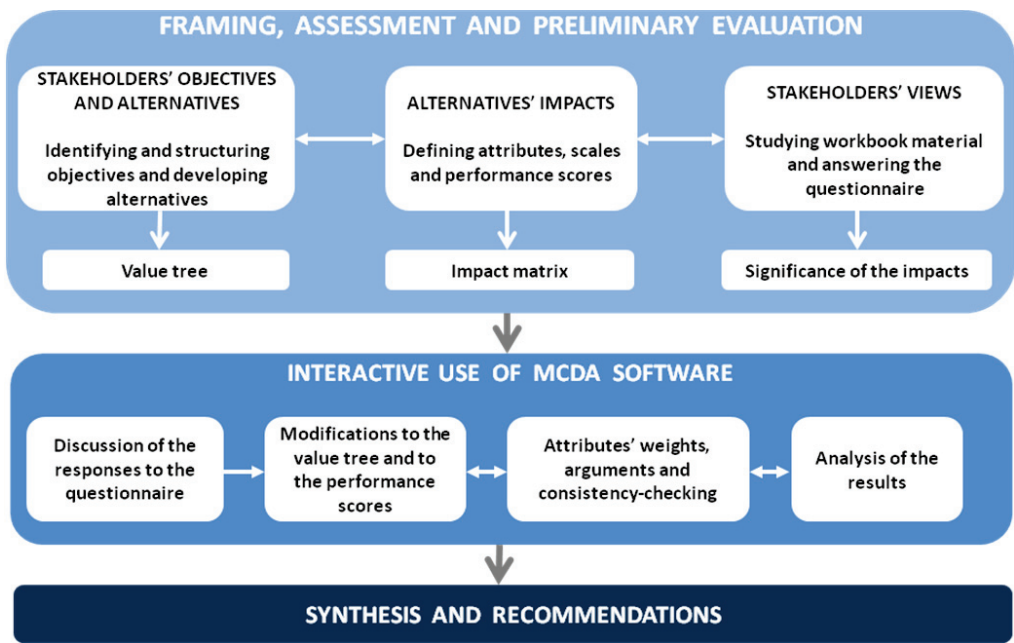 FRAMING, ASSESSMENT AND PRELIMINARY EVALUATION
STAKEHOLDERS’ OBJECTIVES
AND ALTERNATIVES
Identifying and structuring
objectives and developing
alternatives
ALTERNATIVES’ IMPACTS
Defining attributes, scales
and performance scores
STAKEHOLDERS’ VIEWS
Studying workbook material
and answering the
questionnaire
Value tree
Impact matrix
Significance of the impacts
INTERACTIVE USE OF MCDA SOFTWARE
Discussion of the
responses to the
questionnaire
Modifications to the
value tree and to
the performance
scores
Attributes’ weights,
arguments and
consistency-checking
Analysis of the
results
SYNTHESIS AND RECOMMENDATIONS